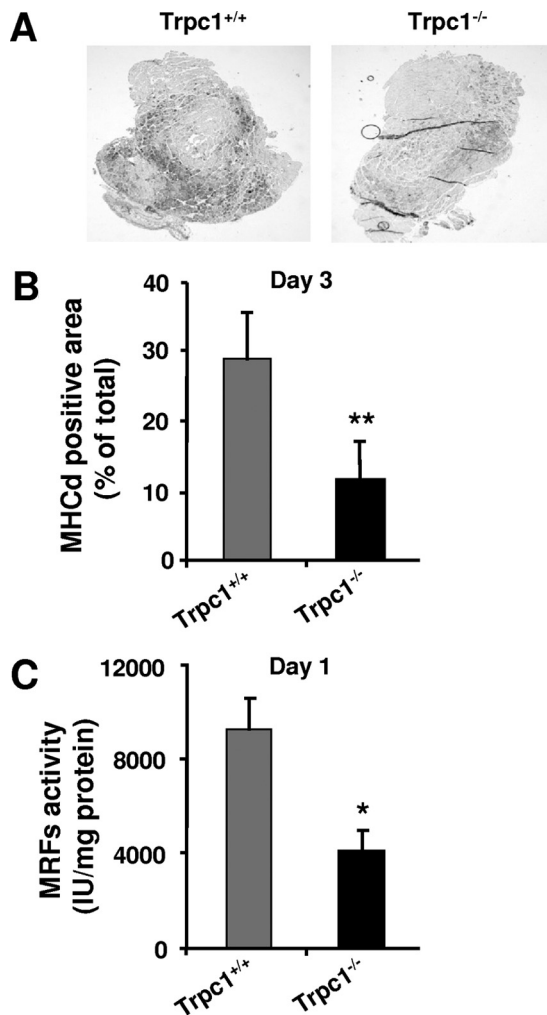 A
Trpc1+/+
Trpc1-/-
B
Day 3
MHCd positive area
(% of total)
40
30
20
10
0
**
Trpc1+/+
Trpc1-/-
C
Day 1
MRFs activity
(IU/mg protein)
12000
8000
4000
0
*
Trpc1+/+
Trpc1-/-